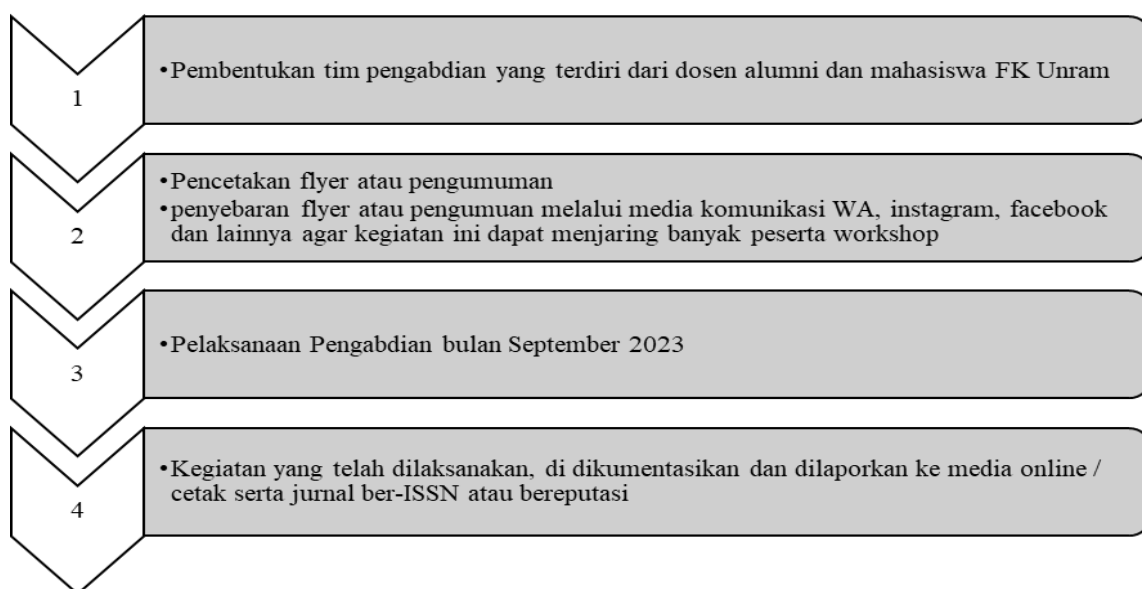 1
•Pembentukan tim pengabdian yang terdiri dari dosen alumni dan mahasiswa FK Unram
2
•Pencetakan flyer atau pengumuman
•penyebaran flyer atau pengumuan melalui media komunikasi WA, instagram, facebook
dan lainnya agar kegiatan ini dapat menjaring banyak peserta workshop
3
•Pelaksanaan Pengabdian bulan September 2023
4
•Kegiatan yang telah dilaksanakan, di dikumentasikan dan dilaporkan ke media online /
cetak serta jurnal ber-ISSN atau bereputasi